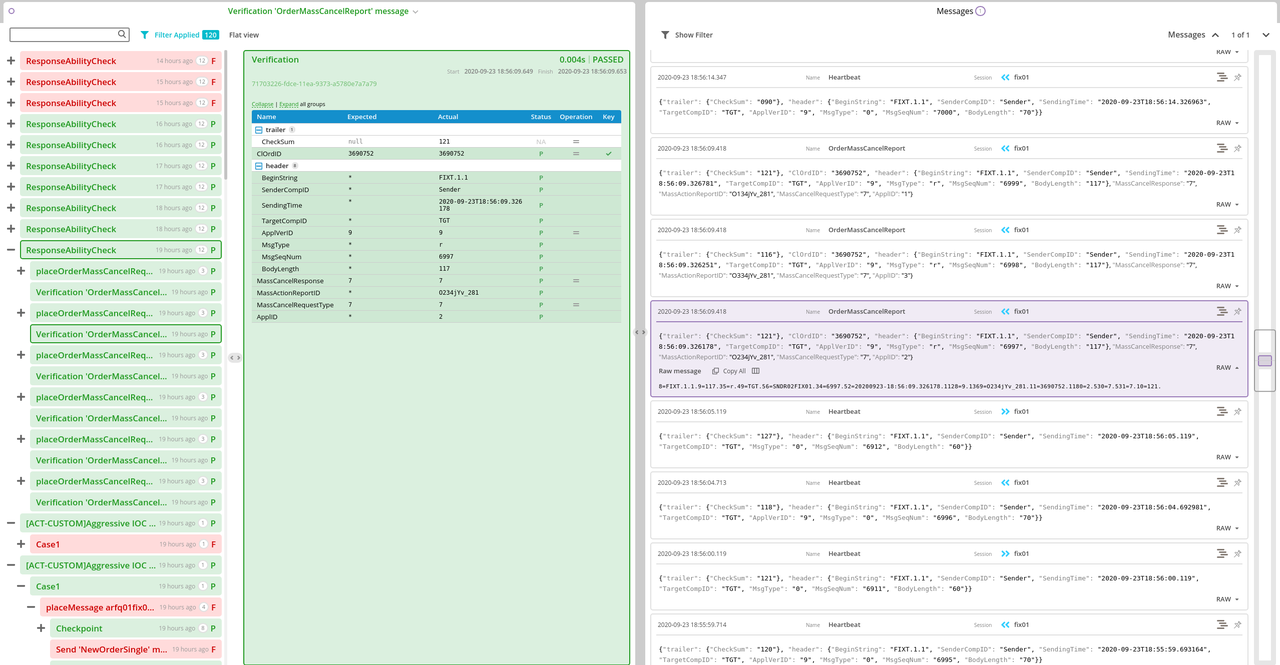 Verification 'OrderMassCancelReport' message
Filter Applied 120 Flat view
ResponseAbilityCheck 14 hours ago 12 F
ResponseAbilityCheck 15 hours ago 12 F
ResponseAbilityCheck 15 hours ago 12 F
ResponseAbilityCheck 16 hours ago 12 P
ResponseAbilityCheck 16 hours ago 12 P
ResponseAbilityCheck 17 hours ago 12 P
ResponseAbilityCheck 17 hours ago 12 P
ResponseAbilityCheck 18 hours ago 12 P
ResponseAbilityCheck 18 hours ago 12 P
ResponseAbilityCheck 19 hours ago 12 P
placeOrderMassCancelReq... 19 hours ago 3 P
Verification 'OrderMassCancel... 19 hours ago P
placeOrderMassCancelReq... 19 hours ago 3 P
Verification 'OrderMassCancel... 19 hours ago P
placeOrderMassCancelReq... 19 hours ago 3 P
Verification 'OrderMassCancel... 19 hours ago P
placeOrderMassCancelReq... 19 hours ago 3 P
Verification 'OrderMassCancel... 19 hours ago P
placeOrderMassCancelReq... 19 hours ago 3 P
Verification 'OrderMassCancel... 19 hours ago P
placeOrderMassCancelReq... 19 hours ago 3 P
Verification 'OrderMassCancel... 19 hours ago P
[ACT-CUSTOM]Aggressive IOC ... 19 hours ago 1 P
Case1 19 hours ago 1 F
[ACT-CUSTOM]Aggressive IOC ... 19 hours ago 1 P
Case1 19 hours ago 1 P
placeMessage arfq01fix0... 19 hours ago 4 F
Checkpoint 19 hours ago 8 P
Send 'NewOrderSingle' m... 19 hours ago F
Verification 0.004s | PASSED
Start 2020-09-23 18:56:09.649 Finish 2020-09-23 18:56:09.653
71703226-fdce-11ea-9373-a5780e7a7a79
Collapse | Expand all groups
Name Expected Actual Status Operation Key
trailer 1
CheckSum null 121 NA =
ClOrdID 3690752 3690752 P =
header 8
BeginString * FIXT.1.1 P
SenderCompID * Sender P
SendingTime * 2020-09-23T18:56:09.326
178 P
TargetCompID * TGT P
ApplVerID 9 9 P =
MsgType * r P
MsgSeqNum * 6997 P
BodyLength * 117 P
MassCancelResponse 7 7 P =
MassActionReportID * O234jYv_281 P
MassCancelRequestType 7 7 P =
ApplID * 2 P
Messages 1
Show Filter Messages 1 of 1
RAW
2020-09-23 18:56:14.347 Name Heartbeat Session fix01
{"trailer": {"CheckSum": "090"}, "header": {"BeginString": "FIXT.1.1", "SenderCompID": "Sender", "SendingTime": "2020-09-23T18:56:14.326963",
"TargetCompID": "TGT", "ApplVerID": "9", "MsgType": "0", "MsgSeqNum": "7000", "BodyLength": "70"}}
RAW
2020-09-23 18:56:09.418 Name OrderMassCancelReport Session fix01
{"trailer": {"CheckSum": "121"},"ClOrdID": "3690752", "header": {"BeginString": "FIXT.1.1", "SenderCompID": "Sender", "SendingTime": "2020-09-23T1
8:56:09.326781", "TargetCompID": "TGT", "ApplVerID": "9", "MsgType": "r", "MsgSeqNum": "6999", "BodyLength": "117"},"MassCancelResponse": "7",
"MassActionReportID": "O134jYv_281","MassCancelRequestType": "7", "ApplID": "1"}
RAW
2020-09-23 18:56:09.418 Name OrderMassCancelReport Session fix01
{"trailer": {"CheckSum": "116"},"ClOrdID": "3690752", "header": {"BeginString": "FIXT.1.1", "SenderCompID": "Sender", "SendingTime": "2020-09-23T1
8:56:09.326251", "TargetCompID": "TGT", "ApplVerID": "9", "MsgType": "r", "MsgSeqNum": "6998", "BodyLength": "117"},"MassCancelResponse": "7",
"MassActionReportID": "O334jYv_281","MassCancelRequestType": "7", "ApplID": "3"}
RAW
2020-09-23 18:56:09.418 Name OrderMassCancelReport Session fix01
{"trailer": {"CheckSum": "121"},"ClOrdID": "3690752", "header": {"BeginString": "FIXT.1.1", "SenderCompID": "Sender", "SendingTime": "2020-09-23T1
8:56:09.326178", "TargetCompID": "TGT", "ApplVerID": "9", "MsgType": "r", "MsgSeqNum": "6997", "BodyLength": "117"},"MassCancelResponse": "7",
"MassActionReportID": "O234jYv_281","MassCancelRequestType": "7", "ApplID": "2"}
RAW
Raw message Copy All
8=FIXT.1.1.9=117.35=r.49=TGT.56=SNDR02FIX01.34=6997.52=20200923-18:56:09.326178.1128=9.1369=O234jYv_281.11=3690752.1180=2.530=7.531=7.10=121.
2020-09-23 18:56:05.119 Name Heartbeat Session fix01
{"trailer": {"CheckSum": "127"}, "header": {"BeginString": "FIXT.1.1", "SenderCompID": "Sender", "SendingTime": "2020-09-23T18:56:05.119",
"TargetCompID": "TGT", "MsgType": "0", "MsgSeqNum": "6912", "BodyLength": "60"}}
RAW
2020-09-23 18:56:04.713 Name Heartbeat Session fix01
{"trailer": {"CheckSum": "118"}, "header": {"BeginString": "FIXT.1.1", "SenderCompID": "Sender", "SendingTime": "2020-09-23T18:56:04.692981",
"TargetCompID": "TGT", "ApplVerID": "9", "MsgType": "0", "MsgSeqNum": "6996", "BodyLength": "70"}}
RAW
2020-09-23 18:56:00.119 Name Heartbeat Session fix01
{"trailer": {"CheckSum": "121"}, "header": {"BeginString": "FIXT.1.1", "SenderCompID": "Sender", "SendingTime": "2020-09-23T18:56:00.119",
"TargetCompID": "TGT", "MsgType": "0", "MsgSeqNum": "6911", "BodyLength": "60"}}
RAW
2020-09-23 18:55:59.714 Name Heartbeat Session fix01
{"trailer": {"CheckSum": "120"}, "header": {"BeginString": "FIXT.1.1", "SenderCompID": "Sender", "SendingTime": "2020-09-23T18:55:59.693164",
"TargetCompID": "TGT", "ApplVerID": "9", "MsgType": "0", "MsgSeqNum": "6995", "BodyLength": "70"}}